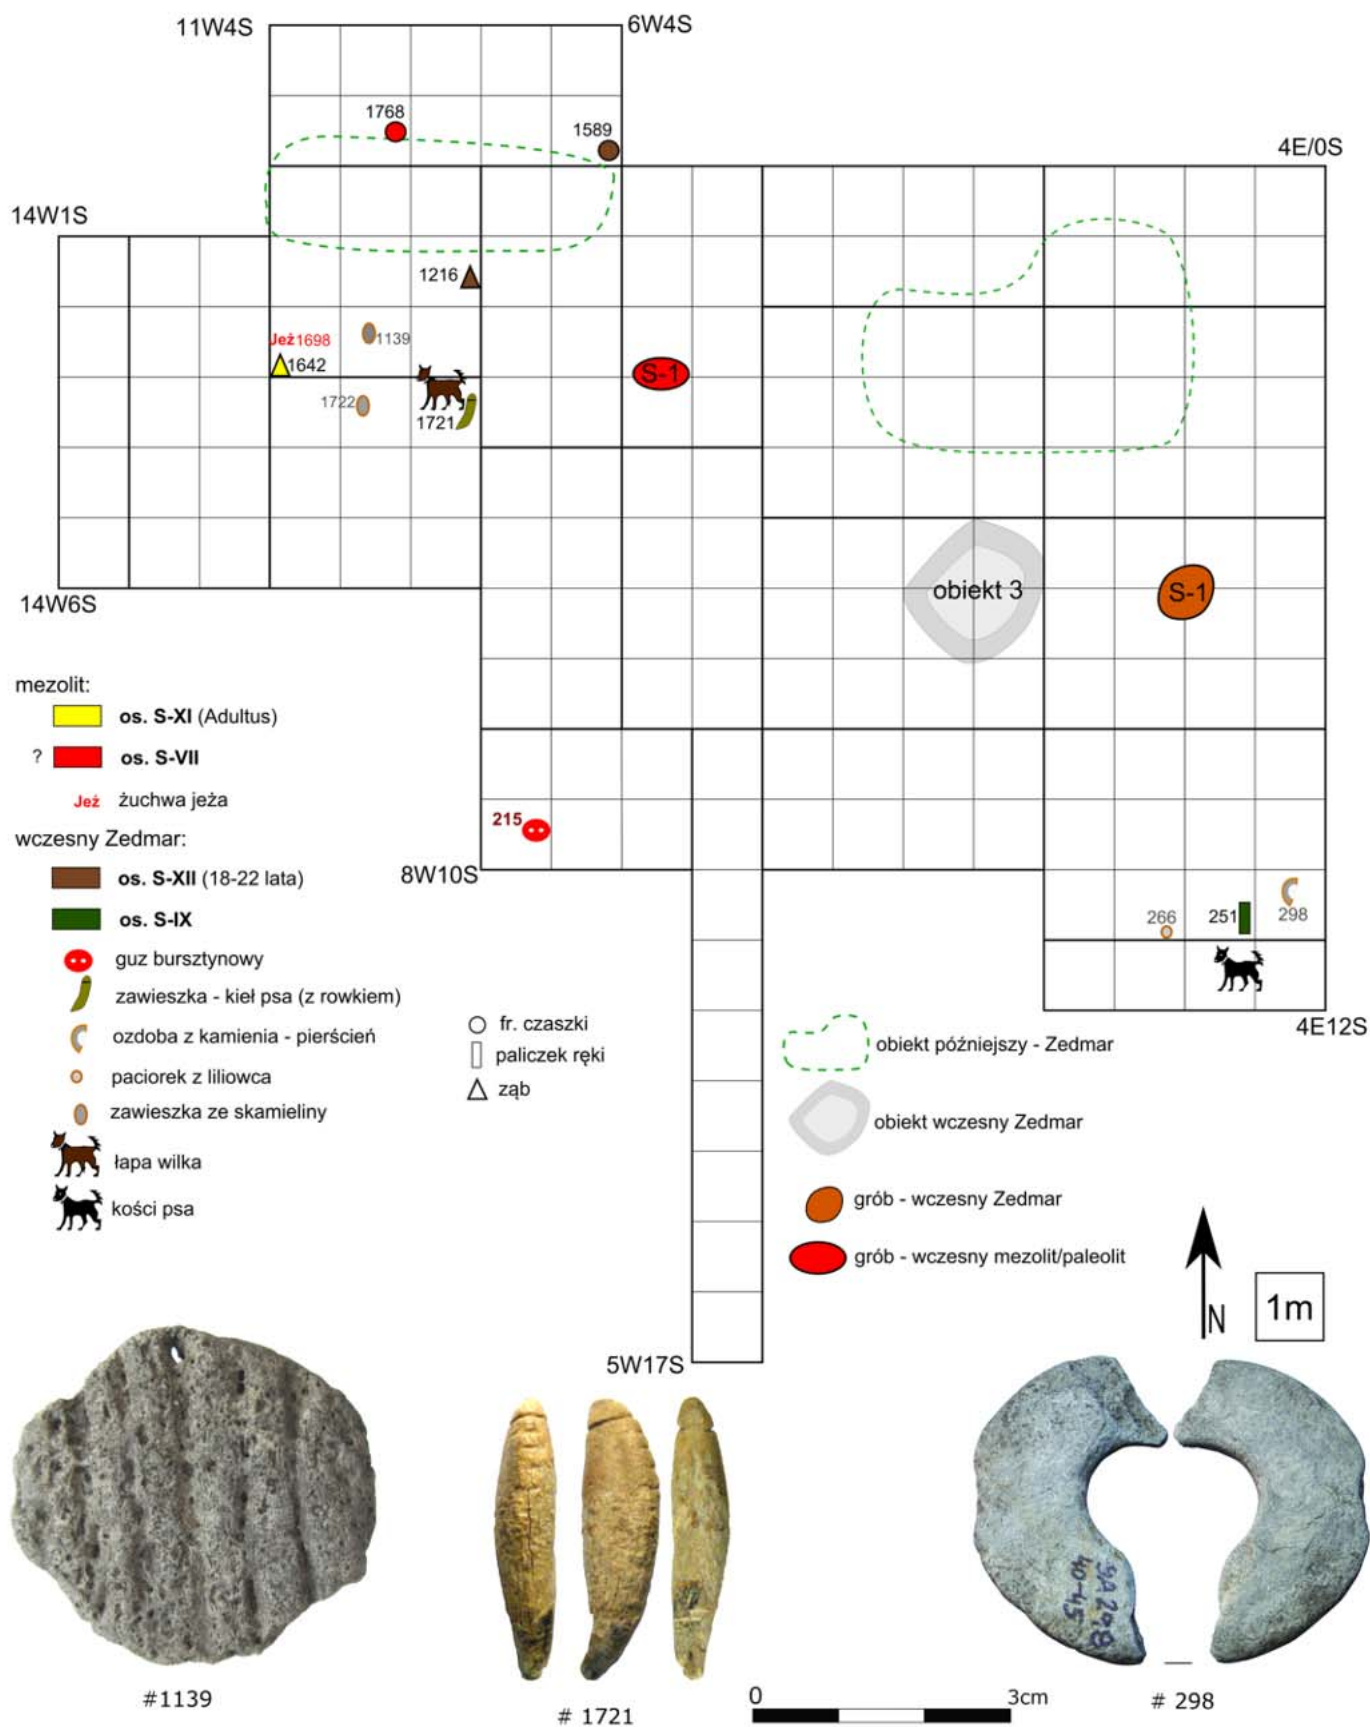 11W4S
6W4S
1768
1589
4E/0S
14W1S
1216
Jeż 1698
1139
1642
S-1
1722
1721
obiekt 3
S-1
14W6S
mezolit:
os. S-XI (Adultus)
? os. S-VII
Jeż żuchwa jeża
wczesny Zedmar:
os. S-XII (18-22 lata)
os. S-IX
guz bursztynowy
zawieszka - kieł psa (z rowkiem)
ozdoba z kamienia - pierścień
paciorek z liliowca
zawieszka ze skamieliny
łapa wilka
kości psa
215
8W10S
266
251
298
4E12S
fr. czaszki
paliczek ręki
ząb
obiekt późniejszy - Zedmar
obiekt wczesny Zedmar
grób - wczesny Zedmar
grób - wczesny mezolit/paleolit
N
1m
5W17S
40-45
#1139
# 1721
0 3cm
# 298